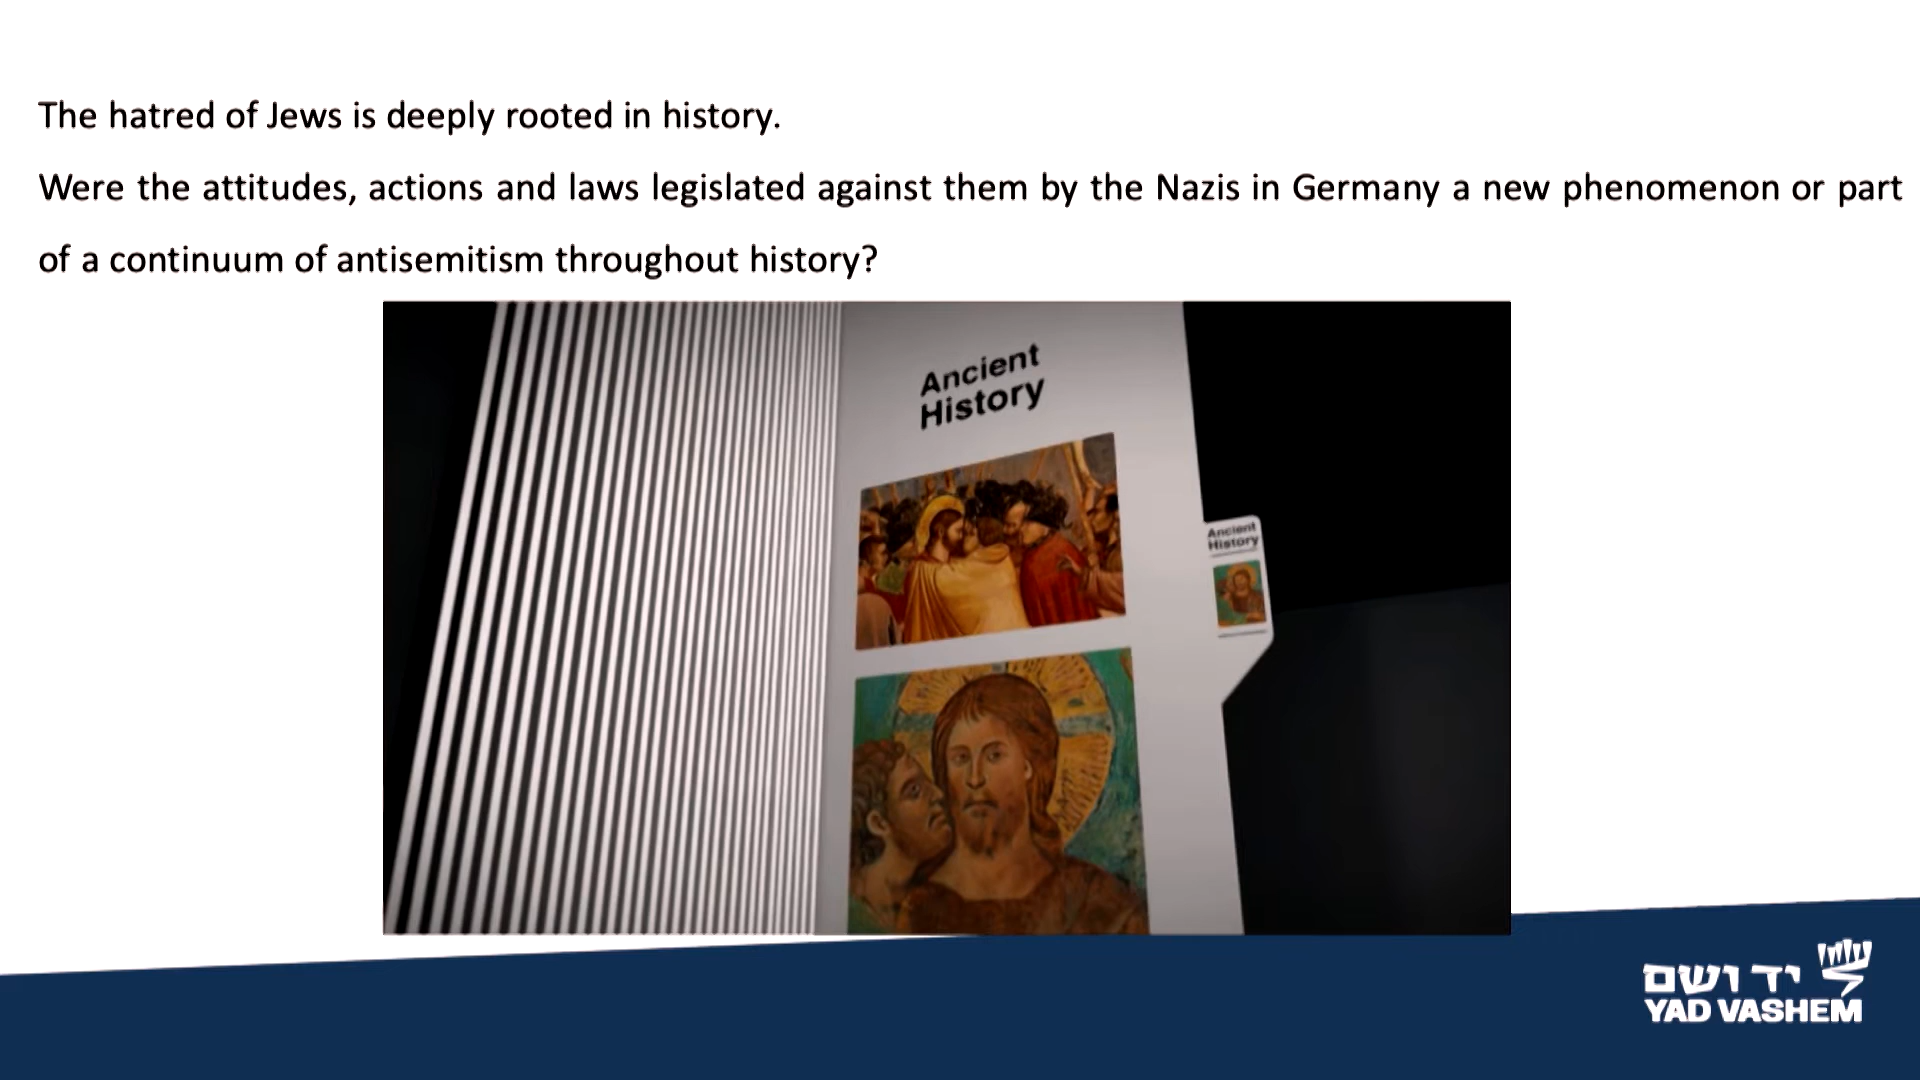 The hatred of Jews is deeply rooted in history.
Were the attitudes, actions and laws legislated against them by the Nazis in Germany a new phenomenon or part
of a continuum of antisemitism throughout history?
Ancient
History
Ancient
History
יד ושם
YAD VASHEM